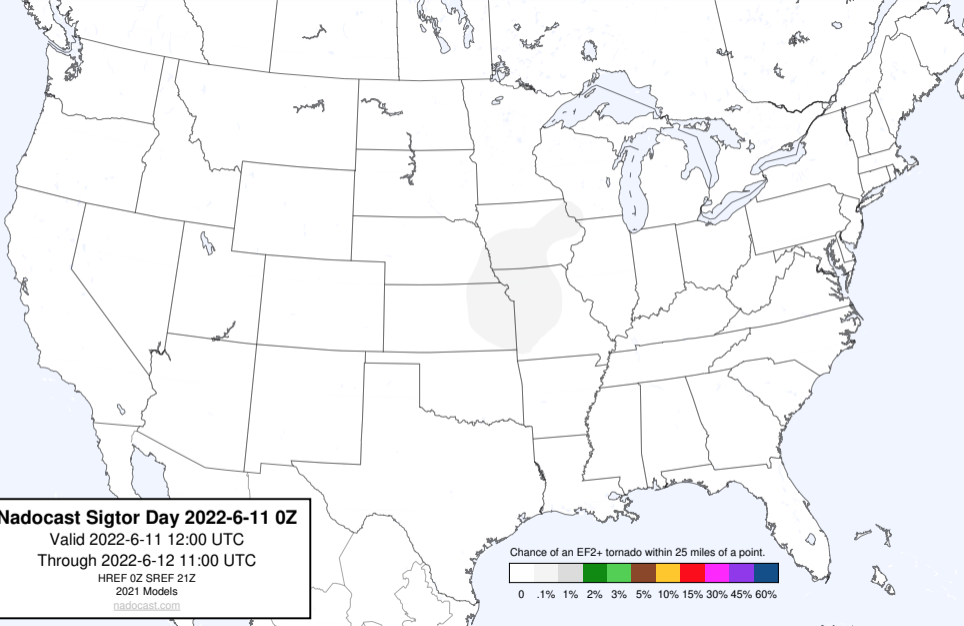 Nadocast Sigtor Day 2022-6-11 0Z
Valid 2022-6-11 12:00 UTC
Through 2022-6-12 11:00 UTC
HREF 0Z SREF 21Z
2021 Models
nadocast.com
Chance of an EF2+ tornado within 25 miles of a point.
0 .1% 1% 2% 3% 5% 10% 15% 30% 45% 60%